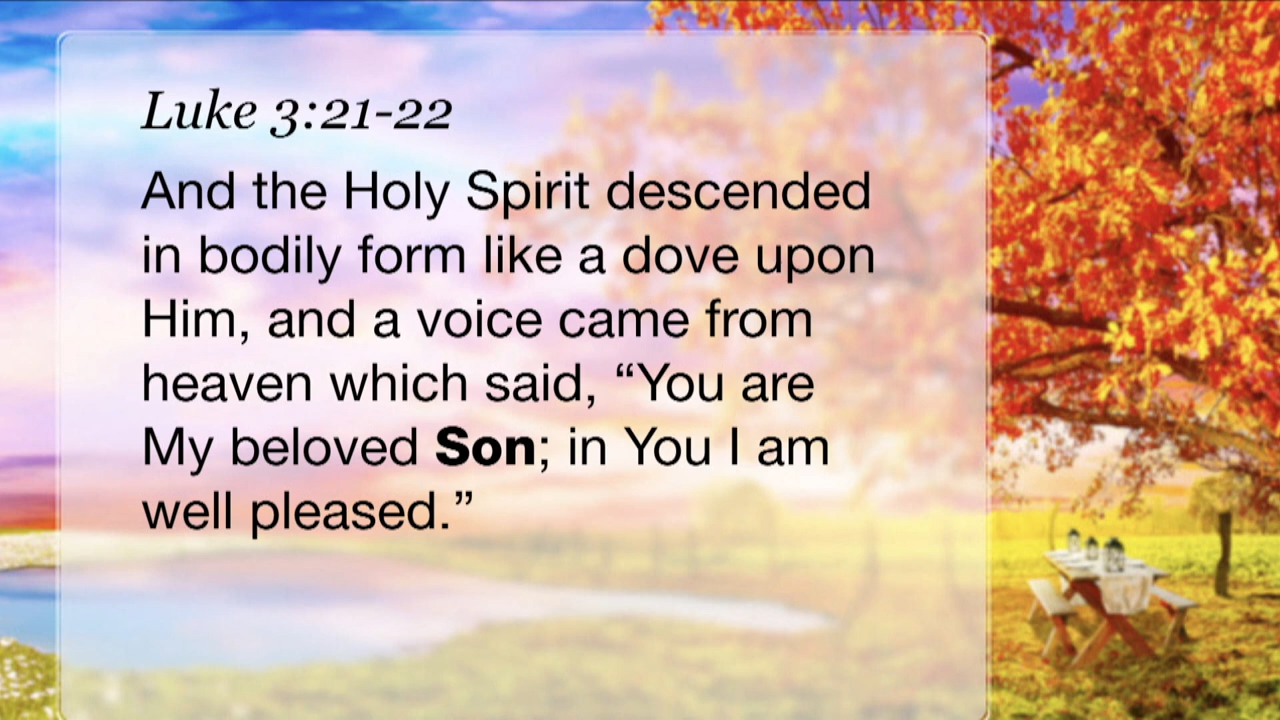 Luke 3:21-22
And the Holy Spirit descended
in bodily form like a dove upon
Him, and a voice came from
heaven which said, “You are
My beloved Son; in You I am
well pleased.”